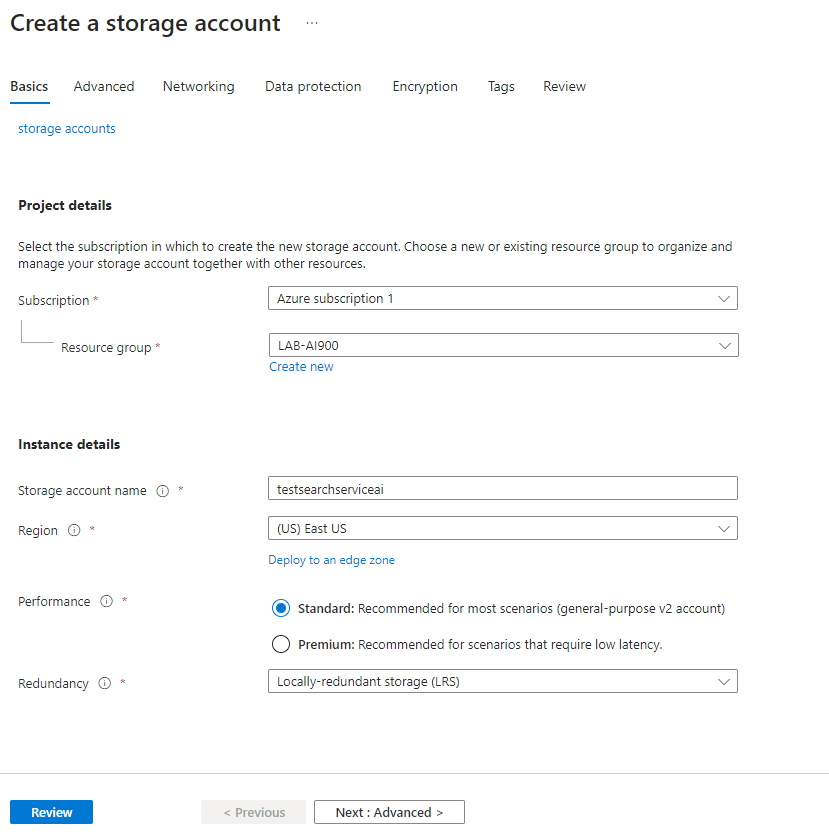 Create a storage account ...
Basics Advanced Networking Data protection Encryption Tags Review
storage accounts
Project details
Select the subscription in which to create the new storage account. Choose a new or existing resource group to organize and
manage your storage account together with other resources.
Subscription * Azure subscription 1
Resource group * LAB-AI900
Create new
Instance details
Storage account name * testsearchserviceai
Region * (US) East US
Deploy to an edge zone
Performance * Standard: Recommended for most scenarios (general-purpose v2 account)
Premium: Recommended for scenarios that require low latency.
Redundancy * Locally-redundant storage (LRS)
Review < Previous Next : Advanced >